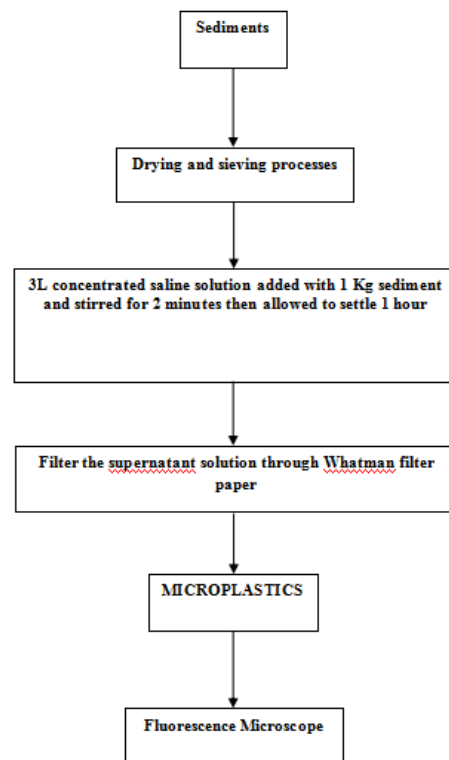 Sediments
Drying and sieving processes
3L concentrated saline solution added with 1 Kg sediment
and stirred for 2 minutes then allowed to settle 1 hour
Filter the supernatant solution through Whatman filter
paper
MICROPLASTICS
Fluorescence Microscope